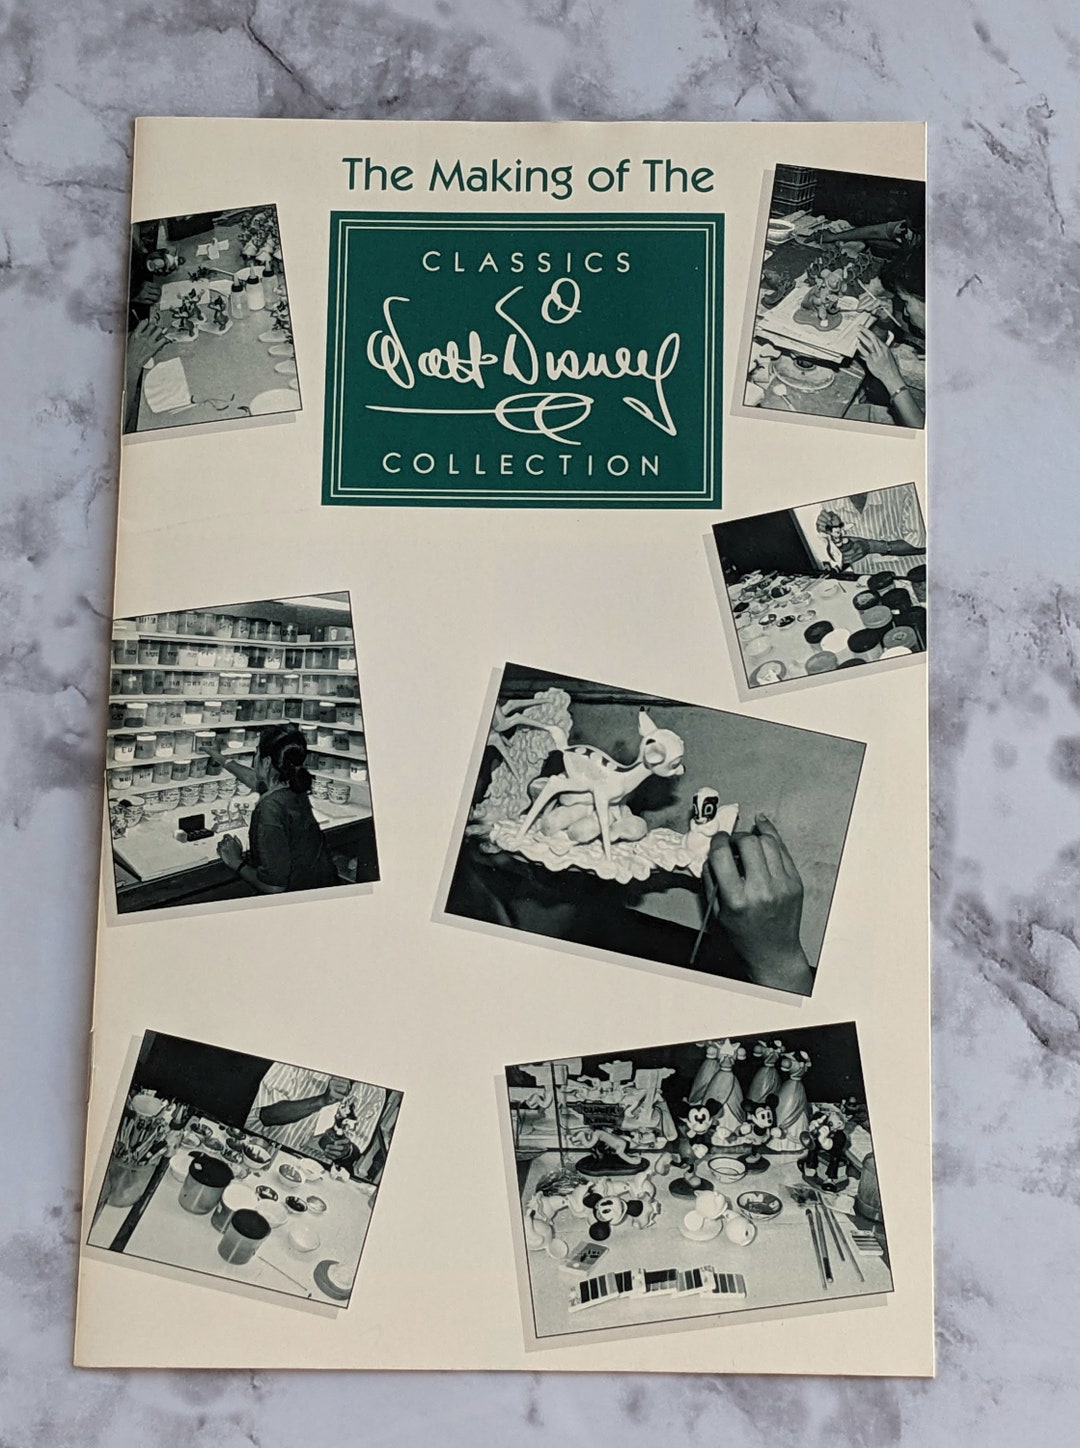 The Making of The
CLASSICS
Walt Disney
COLLECTION